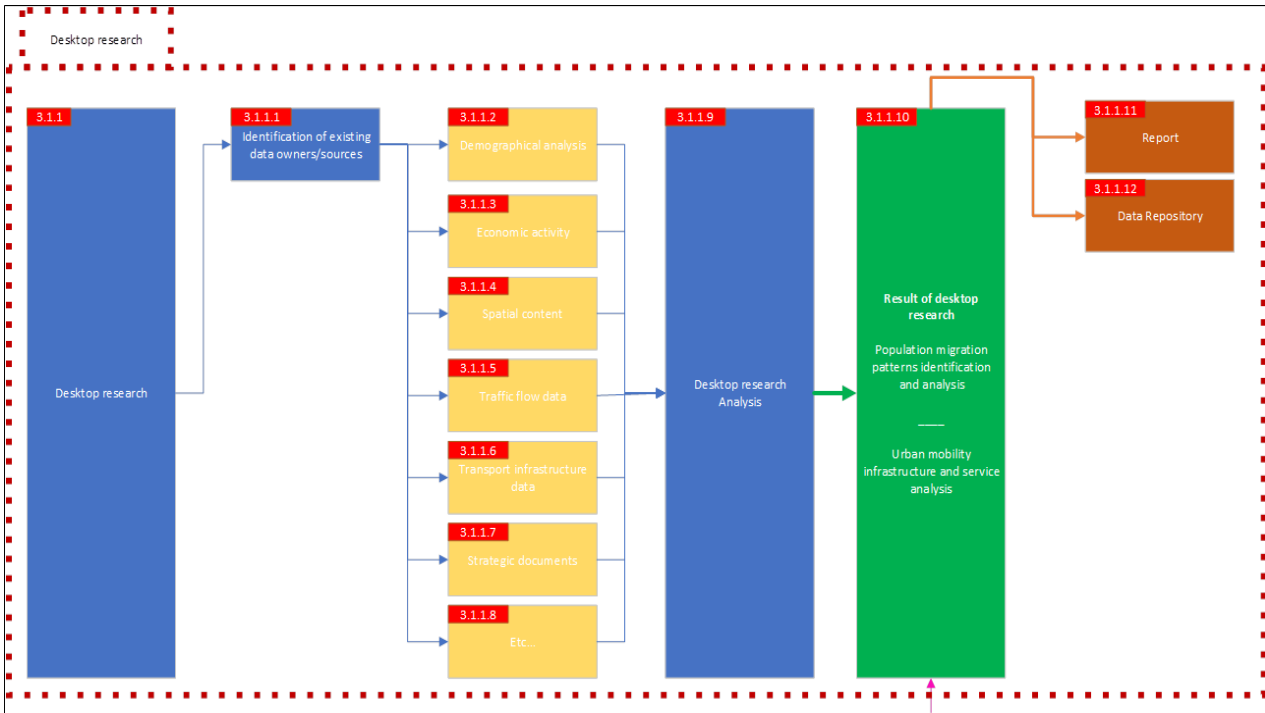 Desktop research
3.1.1
Desktop research
3.1.1.1
Identification of existing
data owners/sources
3.1.1.2
Demographical analysis
3.1.1.3
Economic activity
3.1.1.4
Spatial content
3.1.1.5
Traffic flow data
3.1.1.6
Transport infrastructure
data
3.1.1.7
Strategic documents
3.1.1.8
Etc...
3.1.1.9
Desktop research
Analysis
3.1.1.10
Result of desktop
research
Population migration
patterns identification
and analysis
Urban mobility
infrastructure and service
analysis
3.1.1.11
Report
3.1.1.12
Data Repository